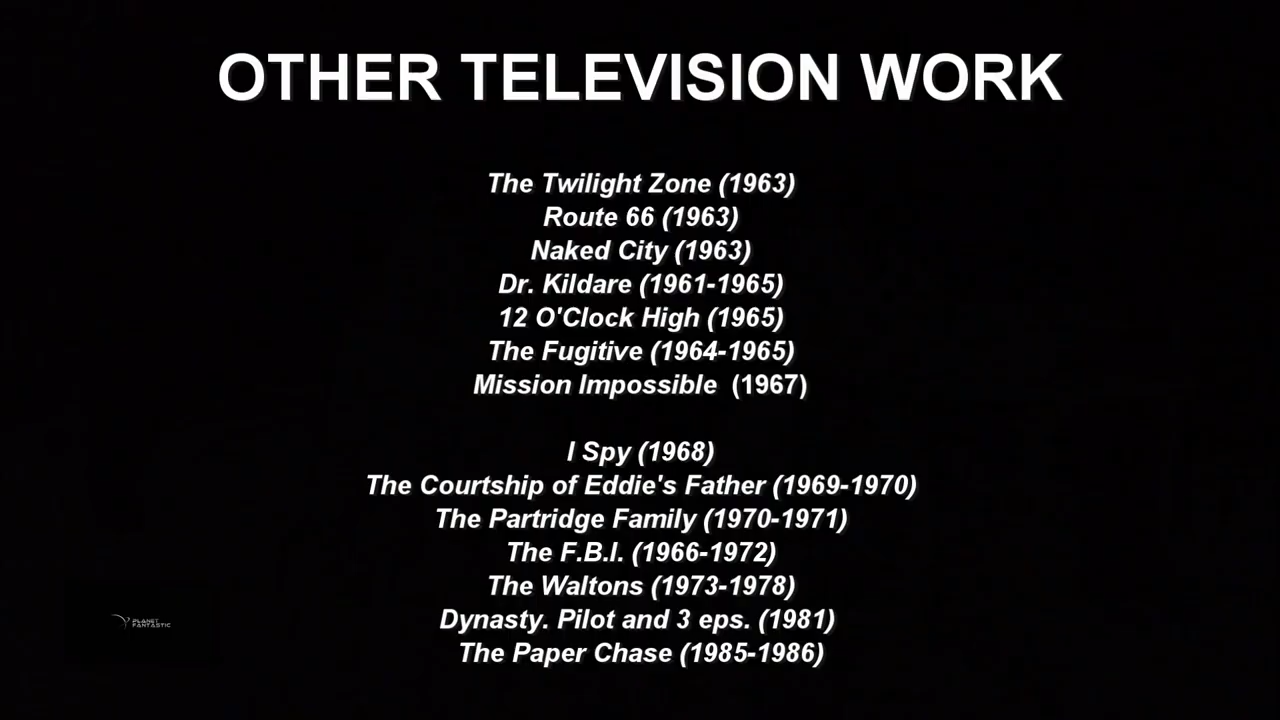 OTHER TELEVISION WORK
The Twilight Zone (1963)
Route 66 (1963)
Naked City (1963)
Dr. Kildare (1961-1965)
12 O'Clock High (1965)
The Fugitive (1964-1965)
Mission Impossible  (1967)
I Spy (1968)
The Courtship of Eddie's Father (1969-1970)
The Partridge Family (1970-1971)
The F.B.I. (1966-1972)
The Waltons (1973-1978)
Dynasty. Pilot and 3 eps. (1981)
The Paper Chase (1985-1986)
PLANET
FANTASTIC